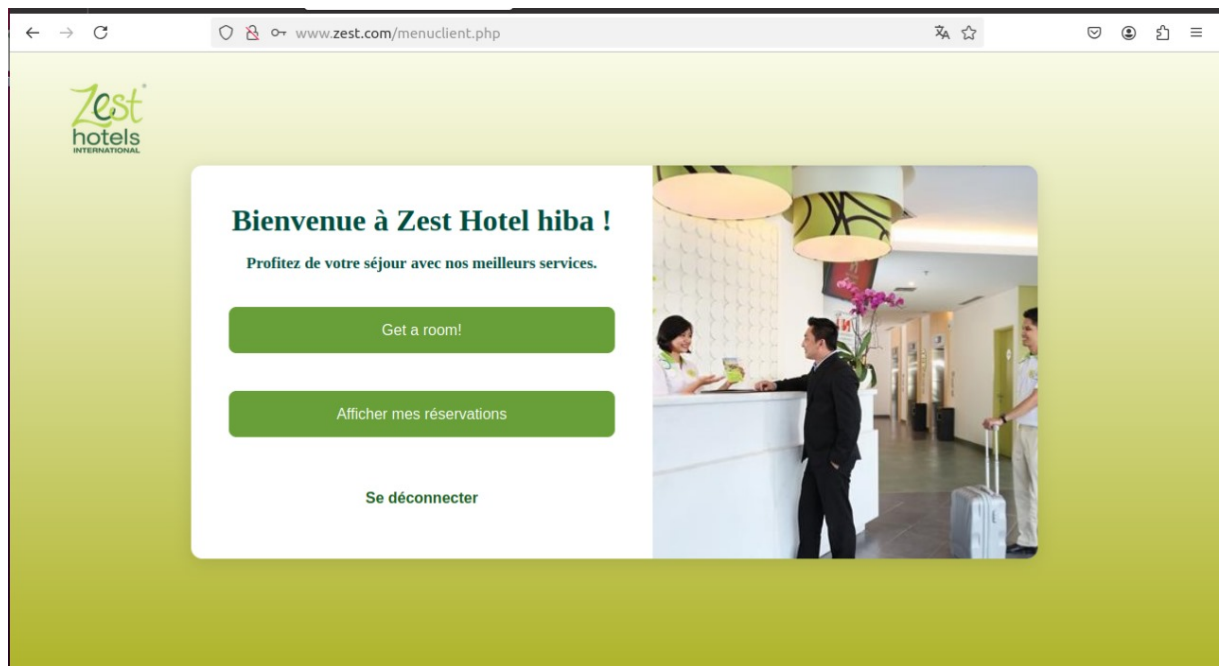 www.zest.com/menuclient.php
Zest
hotels
INTERNATIONAL
Bienvenue à Zest Hotel hiba !
Profitez de votre séjour avec nos meilleurs services.
Get a room!
Afficher mes réservations
Se déconnecter